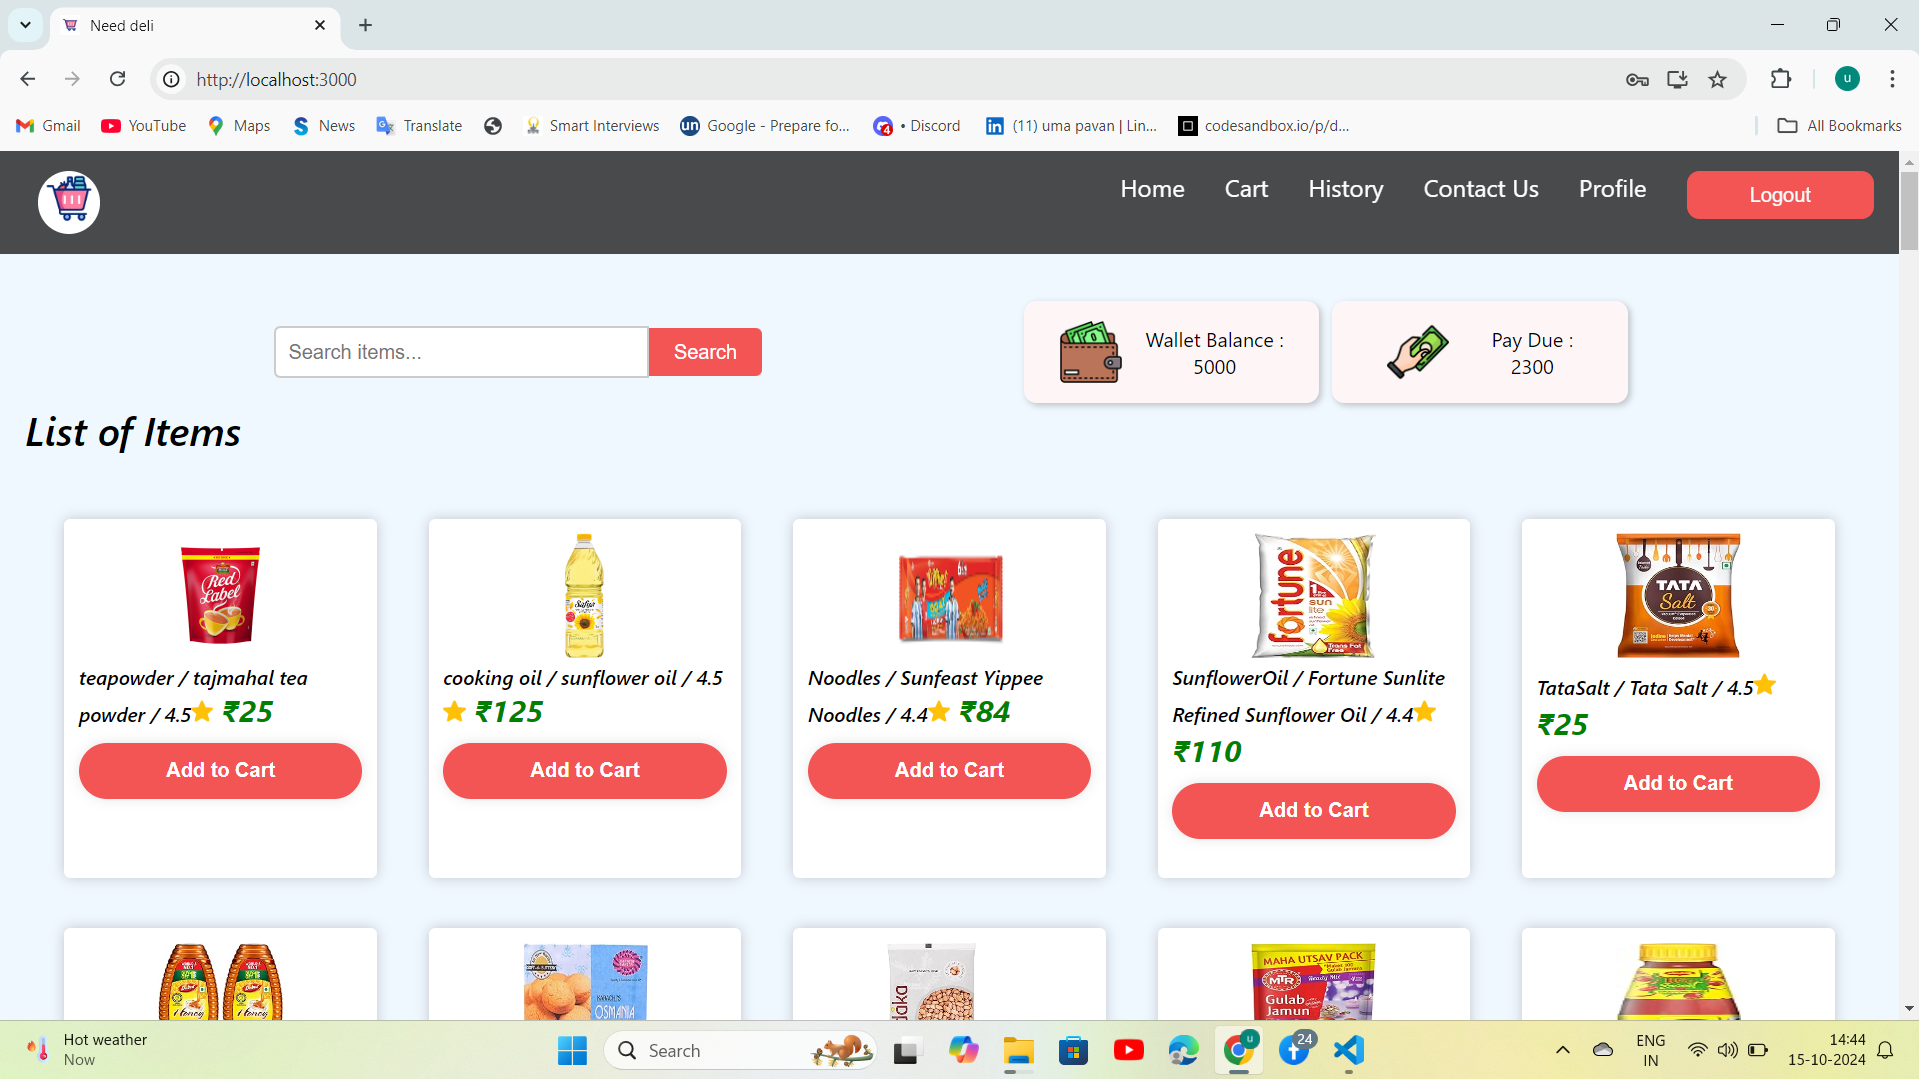 Need deli
http://localhost:3000
Gmail YouTube Maps News Translate Smart Interviews Google - Prepare fo... • Discord (11) uma pavan | Lin... codesandbox.io/p/d... All Bookmarks
Home Cart History Contact Us Profile Logout
Search items... Search
Wallet Balance :
5000
Pay Due :
2300
List of Items
Red
Label
teapowder / tajmahal tea
powder / 4.5 ₹25
Add to Cart
cooking oil / sunflower oil / 4.5
₹125
Add to Cart
Noodles / Sunfeast Yippee
Noodles / 4.4 ₹84
Add to Cart
fortune
sun
lite
Trans Fat
Free
SunflowerOil / Fortune Sunlite
Refined Sunflower Oil / 4.4
₹110
Add to Cart
TATA
Salt
TataSalt / Tata Salt / 4.5
₹25
Add to Cart
Honey
Honey
OSMANIA
MAHA UTSAV PACK
MTR
Gulab
Jamun
Hot weather
Now
Search
u
24
ENG
IN
14:44
15-10-2024